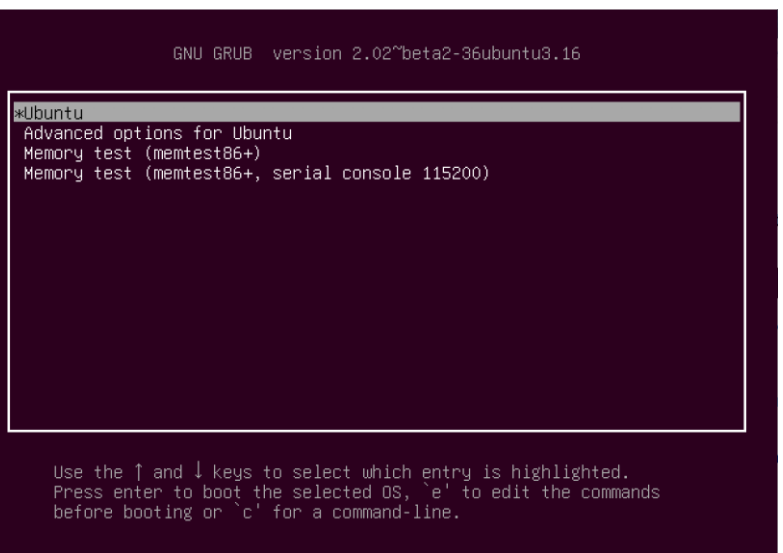 GNU GRUB  version 2.02~beta2-36ubuntu3.16
*Ubuntu
Advanced options for Ubuntu
Memory test (memtest86+)
Memory test (memtest86+, serial console 115200)
Use the ↑ and ↓ keys to select which entry is highlighted.
Press enter to boot the selected OS, `e' to edit the commands
before booting or `c' for a command-line.